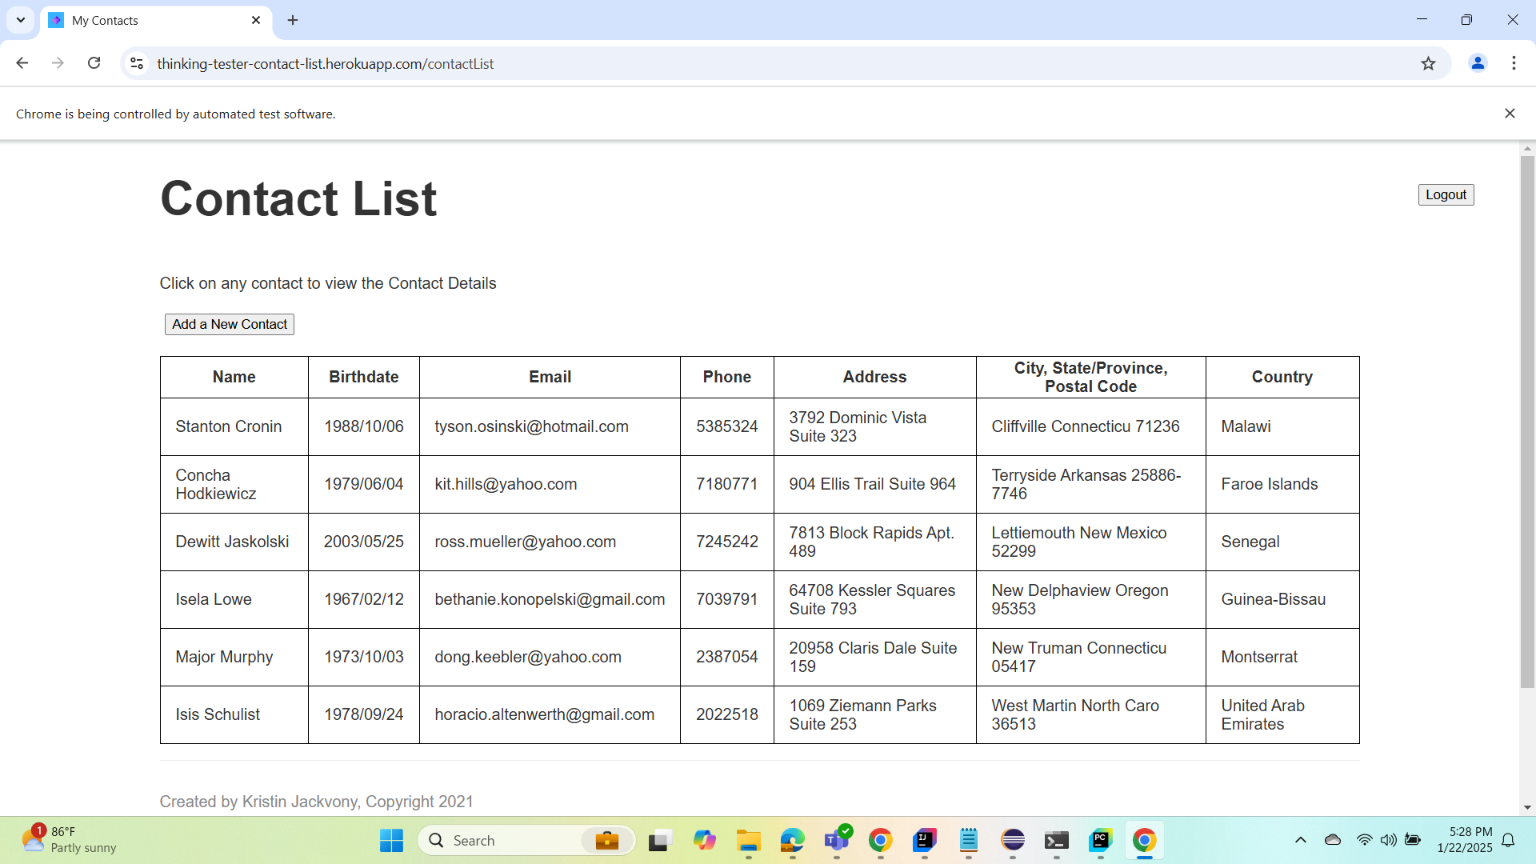 My Contacts
thinking-tester-contact-list.herokuapp.com/contactList
Chrome is being controlled by automated test software.
Contact List
Logout
Click on any contact to view the Contact Details
Add a New Contact
Name Birthdate Email Phone Address City, State/Province, Postal Code Country
Stanton Cronin 1988/10/06 tyson.osinski@hotmail.com 5385324 3792 Dominic Vista Suite 323 Cliffville Connecticu 71236 Malawi
Concha Hodkiewicz 1979/06/04 kit.hills@yahoo.com 7180771 904 Ellis Trail Suite 964 Terryside Arkansas 25886-7746 Faroe Islands
Dewitt Jaskolski 2003/05/25 ross.mueller@yahoo.com 7245242 7813 Block Rapids Apt. 489 Lettiemouth New Mexico 52299 Senegal
Isela Lowe 1967/02/12 bethanie.konopelski@gmail.com 7039791 64708 Kessler Squares Suite 793 New Delphaview Oregon 95353 Guinea-Bissau
Major Murphy 1973/10/03 dong.keebler@yahoo.com 2387054 20958 Claris Dale Suite 159 New Truman Connecticu 05417 Montserrat
Isis Schulist 1978/09/24 horacio.altenwerth@gmail.com 2022518 1069 Ziemann Parks Suite 253 West Martin North Caro 36513 United Arab Emirates
Created by Kristin Jackvony, Copyright 2021
1
86°F
Partly sunny
Search
IJ
PC
5:28 PM
1/22/2025